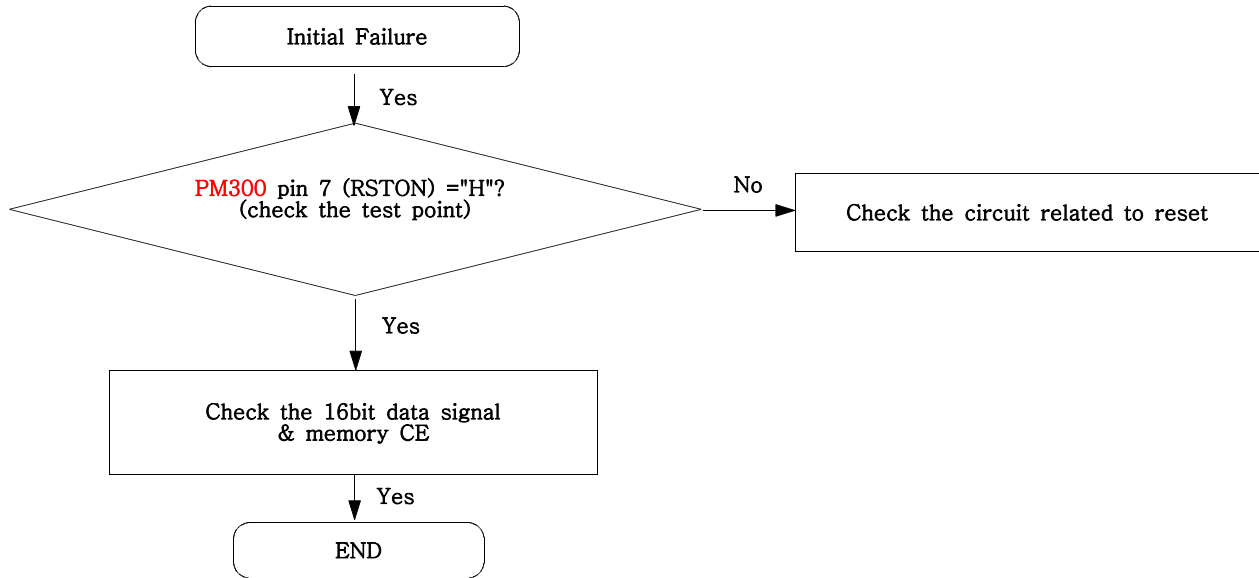 Initial Failure
Yes
PM300 pin 7 (RSTON) ="H"?
(check the test point)
No
Check the circuit related to reset
Yes
Check the 16bit data signal
& memory CE
Yes
END